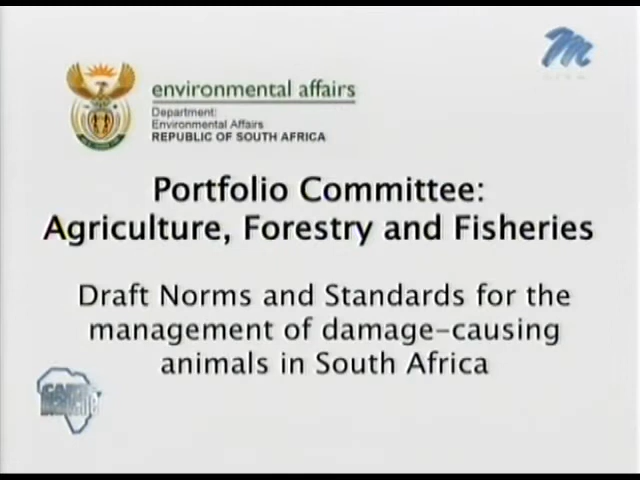 environmental affairs
Department:
Environmental Affairs
REPUBLIC OF SOUTH AFRICA
Portfolio Committee:
Agriculture, Forestry and Fisheries
Draft Norms and Standards for the
management of damage-causing
animals in South Africa